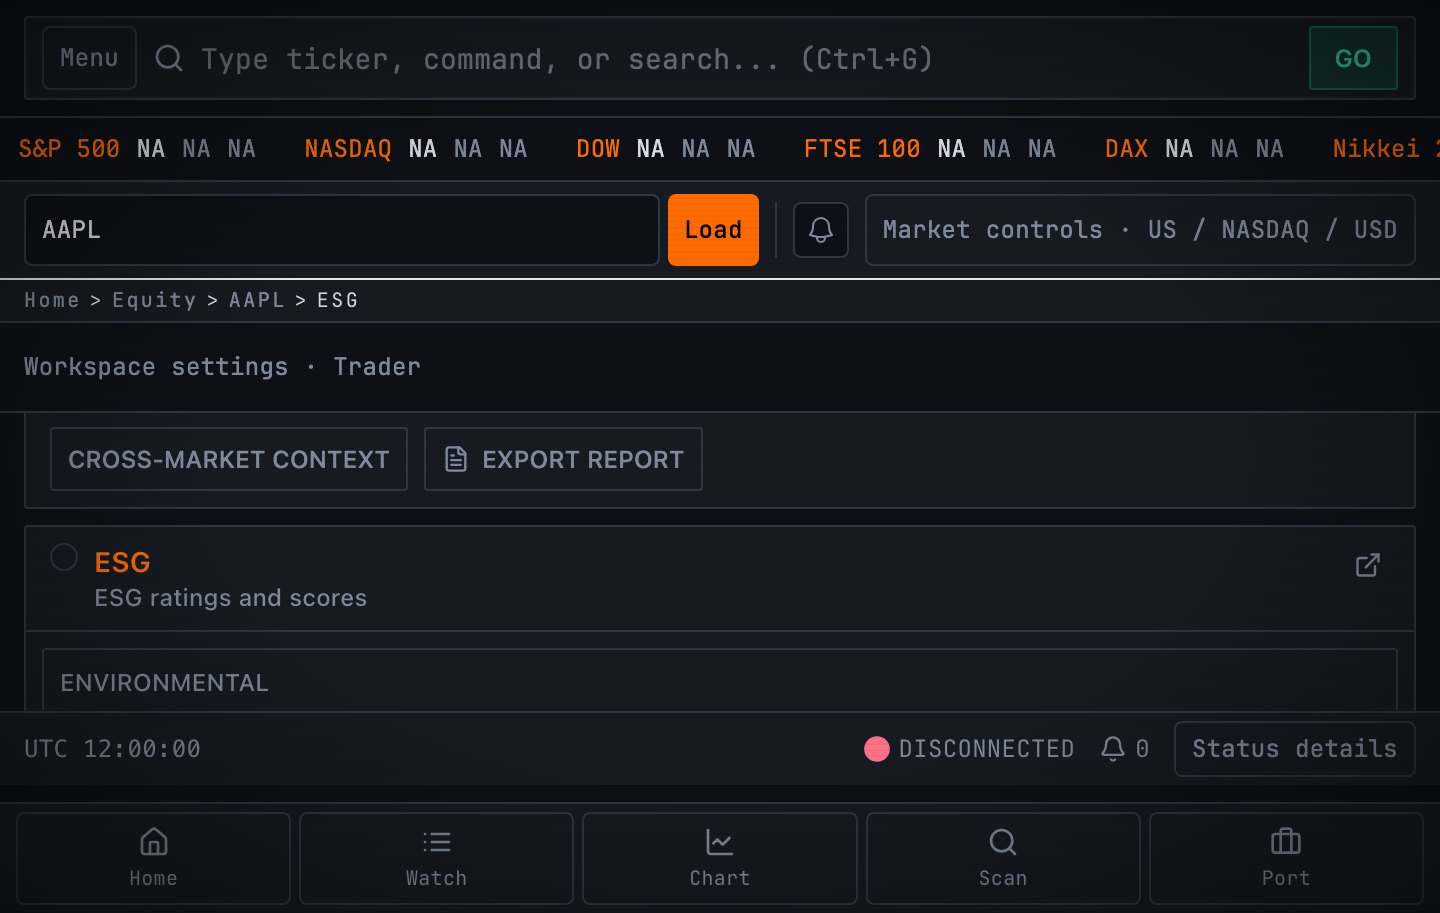 Menu Type ticker, command, or search... (Ctrl+G) GO
S&P 500 NA NA NA NASDAQ NA NA NA DOW NA NA NA FTSE 100 NA NA NA DAX NA NA NA Nikkei
AAPL Load Market controls · US / NASDAQ / USD
Home > Equity > AAPL > ESG
Workspace settings · Trader
CROSS-MARKET CONTEXT EXPORT REPORT
ESG
ESG ratings and scores
ENVIRONMENTAL
UTC 12:00:00 DISCONNECTED 0 Status details
Home Watch Chart Scan Port